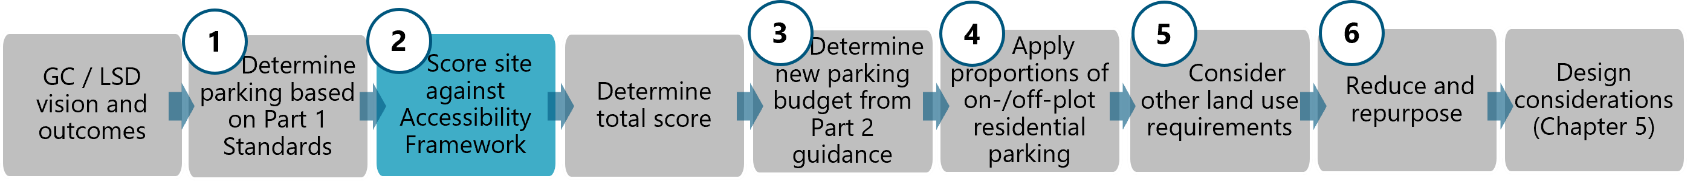 GC / LSD
vision and
outcomes
1
Determine
parking based
on Part 1
Standards
2
Score site
against
Accessibility
Framework
Determine
total score
3
Determine
new parking
budget from
Part 2
guidance
4
Apply
proportions of
on-/off-plot
residential
parking
5
Consider
other land use
requirements
6
Reduce and
repurpose
Design
considerations
(Chapter 5)